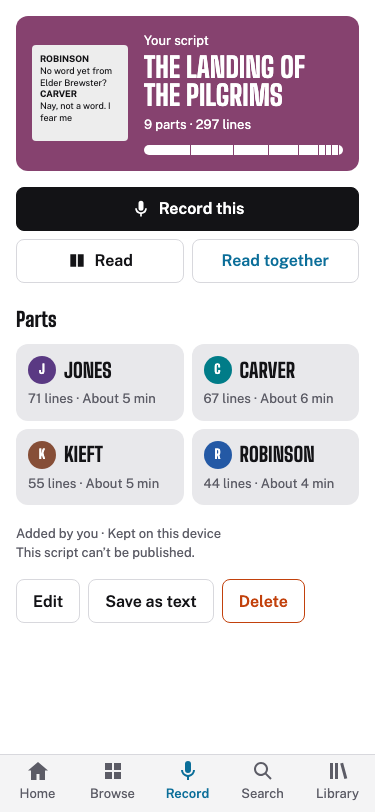 ROBINSON
No word yet from
Elder Brewster?
CARVER
Nay, not a word. I
fear me
Your script
THE LANDING OF
THE PILGRIMS
9 parts · 297 lines
Record this
Read
Read together
Parts
J
JONES
71 lines · About 5 min
C
CARVER
67 lines · About 6 min
K
KIEFT
55 lines · About 5 min
R
ROBINSON
44 lines · About 4 min
Added by you · Kept on this device
This script can't be published.
Edit
Save as text
Delete
Home
Browse
Record
Search
Library